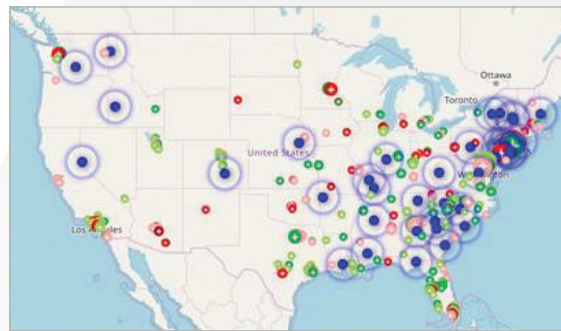 Ottawa
Toronto
United States
Washington
Los Angeles